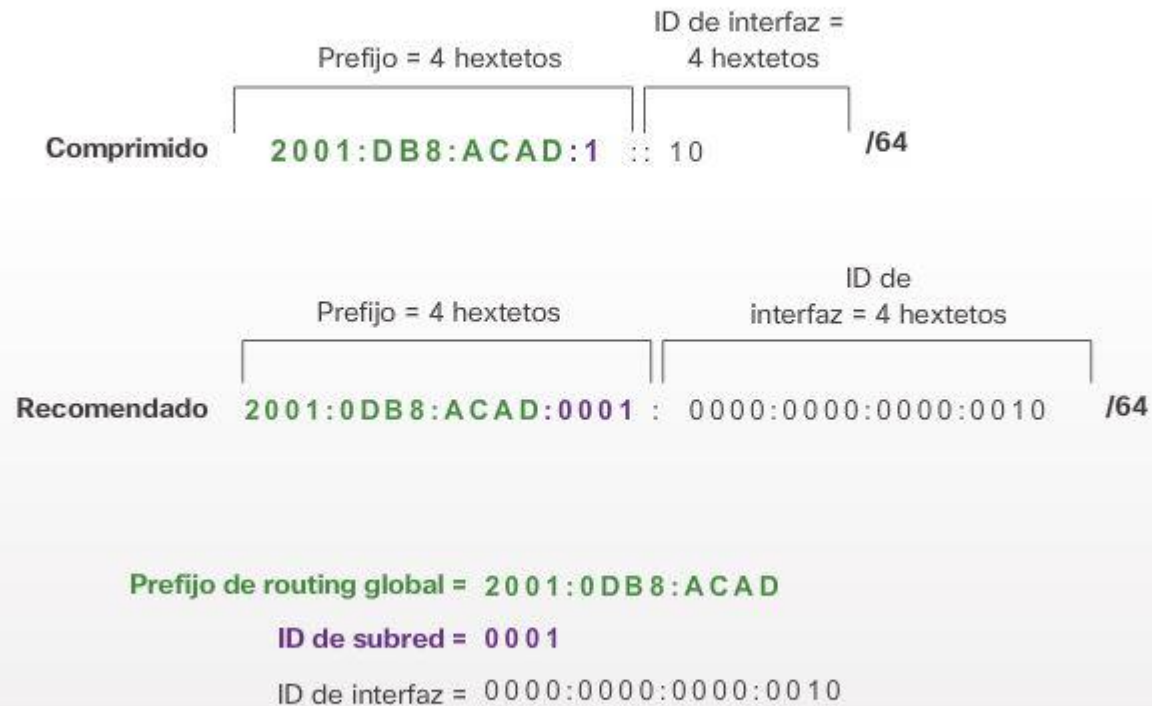 ID de interfaz =
Prefijo = 4 hextetos
4 hextetos
Comprimido 2001:DB8:ACAD:1 :: 10 /64
ID de
Prefijo = 4 hextetos
interfaz = 4 hextetos
Recomendado 2001:0DB8:ACAD:0001 : 0000:0000:0000:0010 /64
Prefijo de routing global = 2001:0DB8:ACAD
ID de subred = 0001
ID de interfaz = 0000:0000:0000:0010